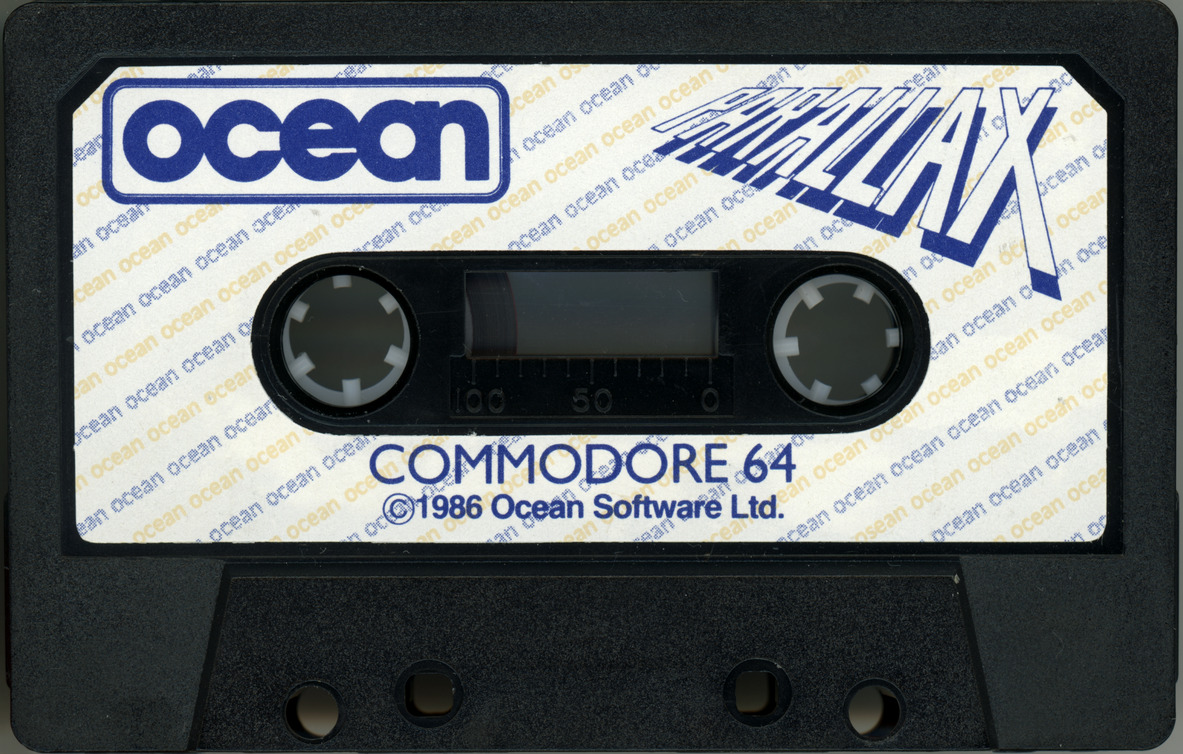 ocean
PARALLAX
100 50 0
COMMODORE 64
©1986 Ocean Software Ltd.